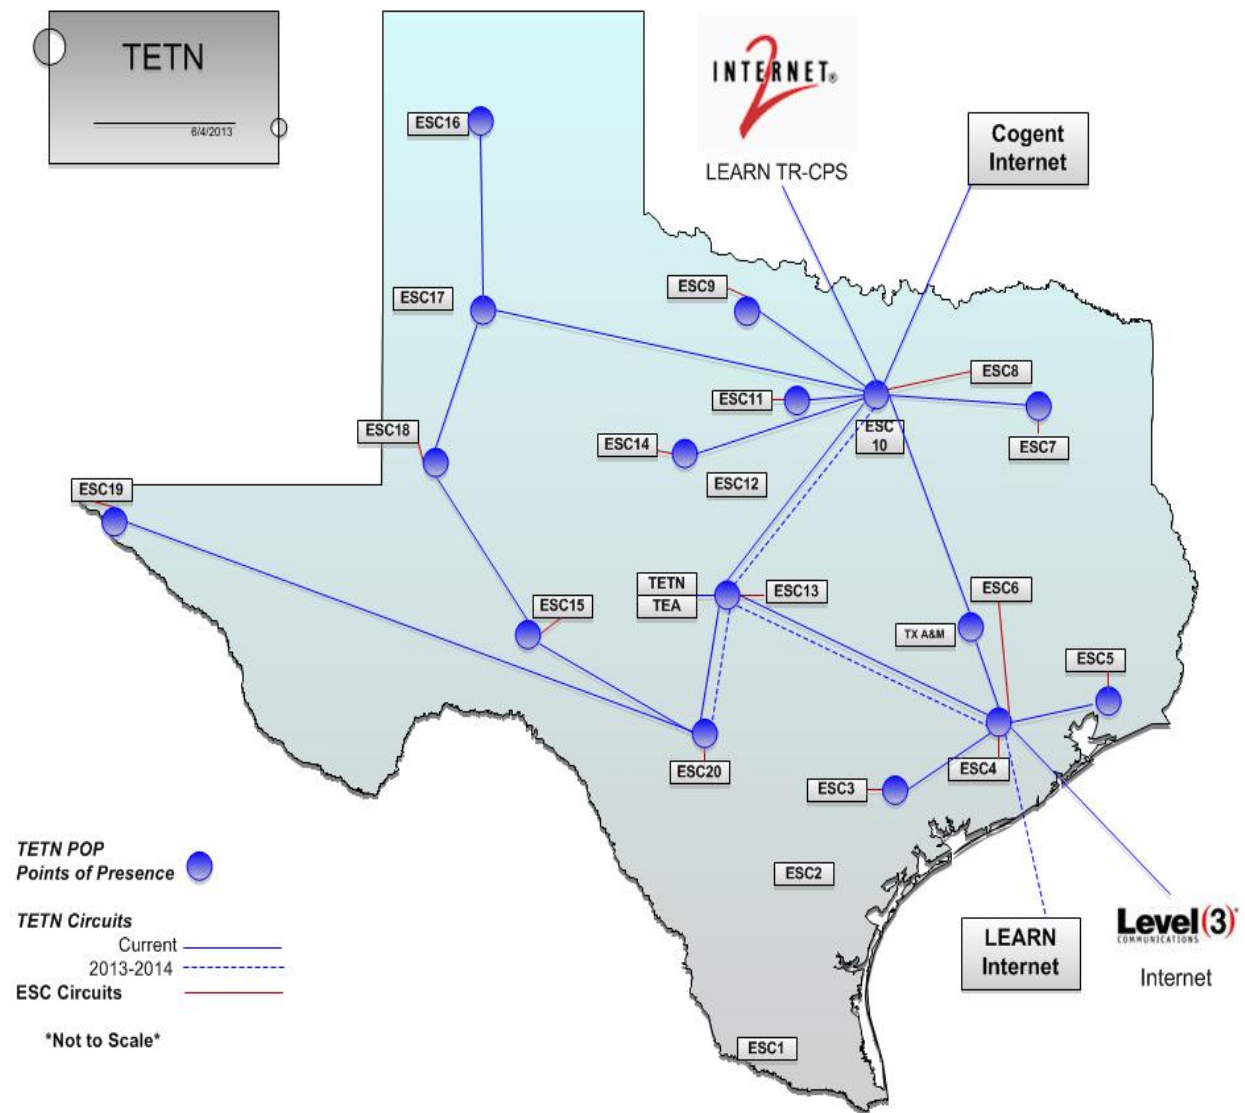 TETN
6/4/2013
INTERNET®
2
LEARN TR-CPS
Cogent
Internet
ESC16
ESC17
ESC9
ESC8
ESC11
ESC
10
ESC7
ESC18
ESC14
ESC12
ESC19
TETN
TEA
ESC13
ESC6
ESC15
TX A&M
ESC5
ESC20
ESC4
ESC3
ESC2
ESC1
TETN POP
Points of Presence
TETN Circuits
Current
2013-2014
ESC Circuits
*Not to Scale*
LEARN
Internet
Level(3)
COMMUNICATIONS
Internet